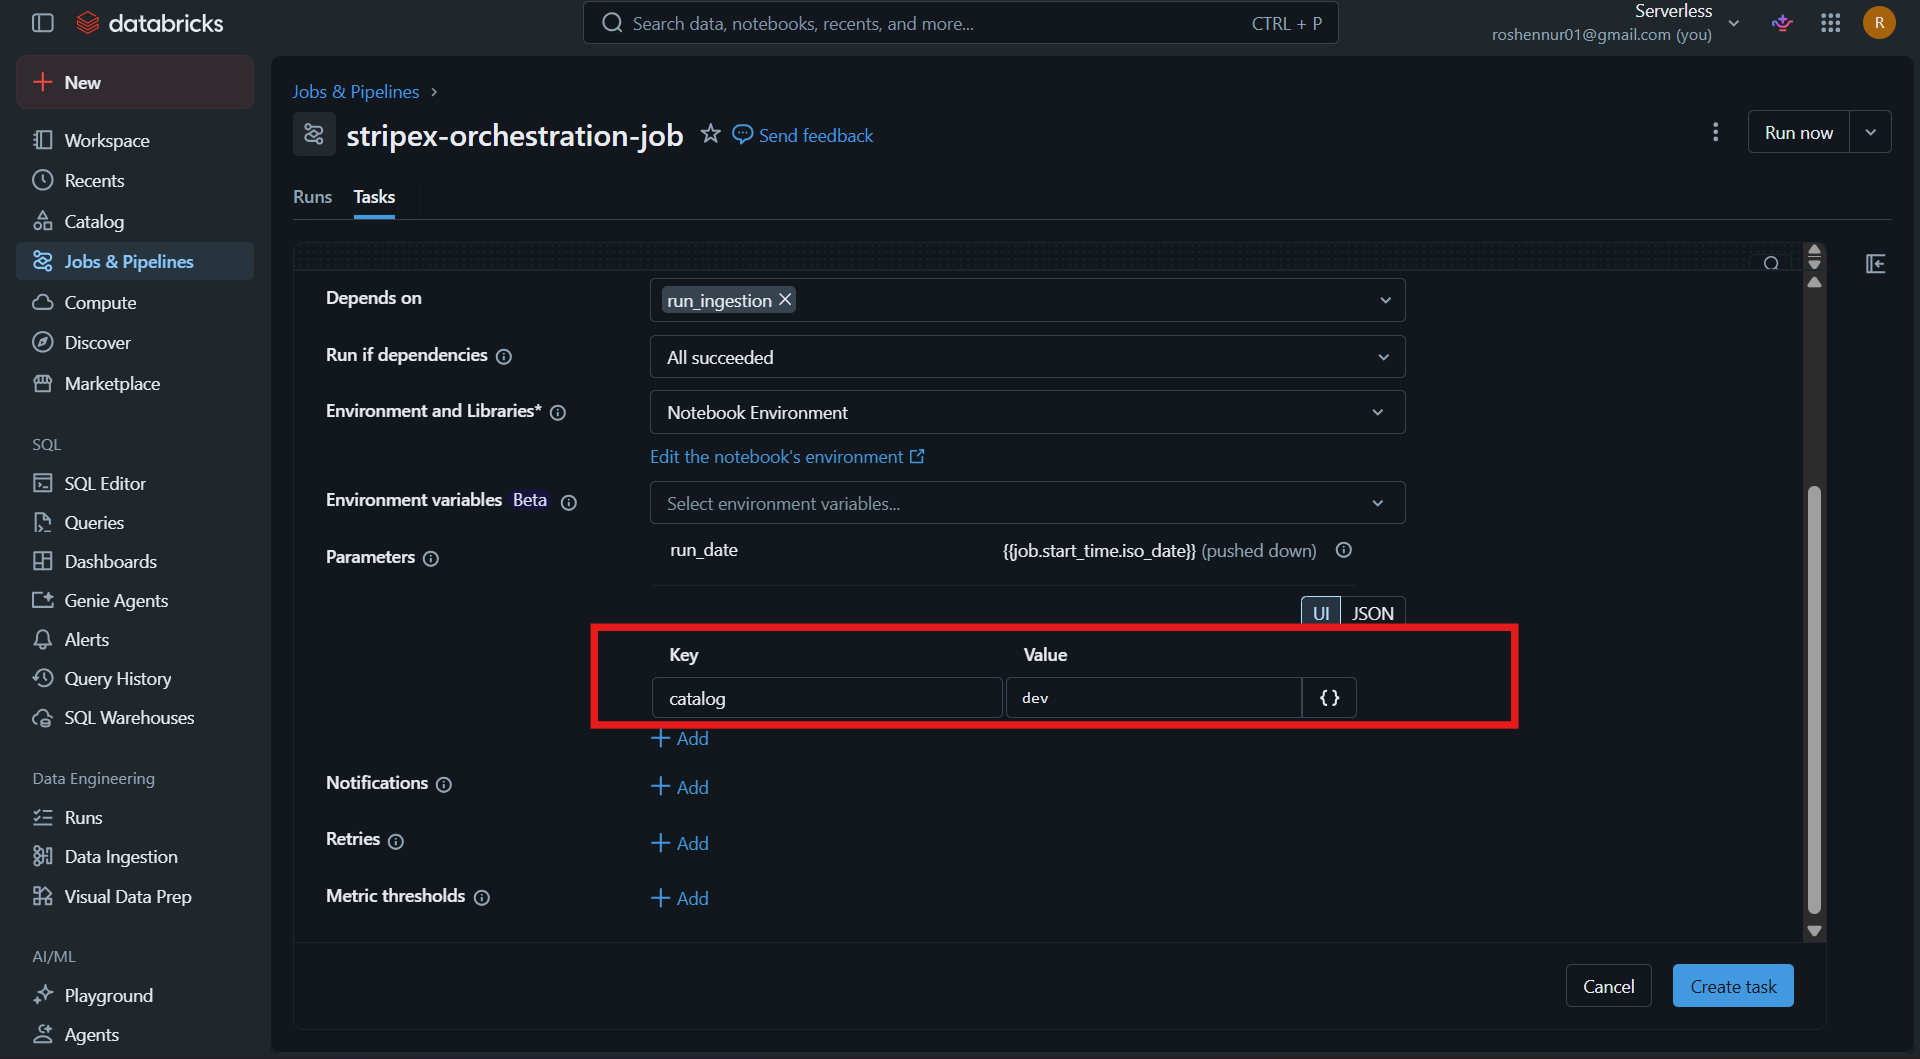 databricks
Search data, notebooks, recents, and more...
CTRL + P
Serverless
roshennur01@gmail.com (you)
R
New
Workspace
Recents
Catalog
Jobs & Pipelines
Compute
Discover
Marketplace
SQL
SQL Editor
Queries
Dashboards
Genie Agents
Alerts
Query History
SQL Warehouses
Data Engineering
Runs
Data Ingestion
Visual Data Prep
AI/ML
Playground
Agents
Jobs & Pipelines
stripex-orchestration-job
Send feedback
Run now
Runs
Tasks
Depends on
run_ingestion
Run if dependencies
All succeeded
Environment and Libraries*
Notebook Environment
Edit the notebook's environment
Environment variables Beta
Select environment variables...
Parameters
run_date
{{job.start_time.iso_date}} (pushed down)
UI JSON
Key
Value
catalog
dev
{}
Add
Notifications
Add
Retries
Add
Metric thresholds
Add
Cancel
Create task